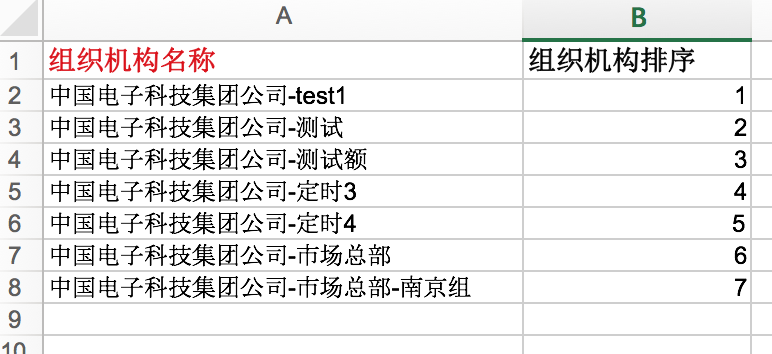 A B
1 组织机构名称 组织机构排序
2 中国电子科技集团公司-test1 1
3 中国电子科技集团公司-测试 2
4 中国电子科技集团公司-测试额 3
5 中国电子科技集团公司-定时3 4
6 中国电子科技集团公司-定时4 5
7 中国电子科技集团公司-市场总部 6
8 中国电子科技集团公司-市场总部-南京组 7
9
10